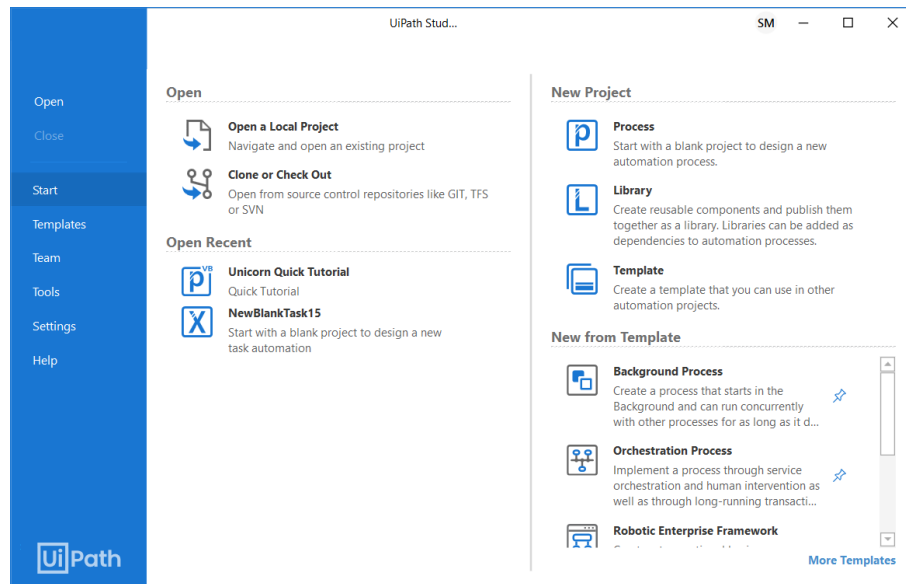 UiPath Stud...
SM
Open
Close
Start
Templates
Team
Tools
Settings
Help
UiPath
Open
Open a Local Project
Navigate and open an existing project
Clone or Check Out
Open from source control repositories like GIT, TFS
or SVN
Open Recent
VB
Unicorn Quick Tutorial
Quick Tutorial
NewBlankTask15
Start with a blank project to design a new
task automation
New Project
Process
Start with a blank project to design a new
automation process.
Library
Create reusable components and publish them
together as a library. Libraries can be added as
dependencies to automation processes.
Template
Create a template that you can use in other
automation projects.
New from Template
Background Process
Create a process that starts in the
Background and can run concurrently
with other processes for as long as it d...
Orchestration Process
Implement a process through service
orchestration and human intervention as
well as through long-running transacti...
Robotic Enterprise Framework
More Templates